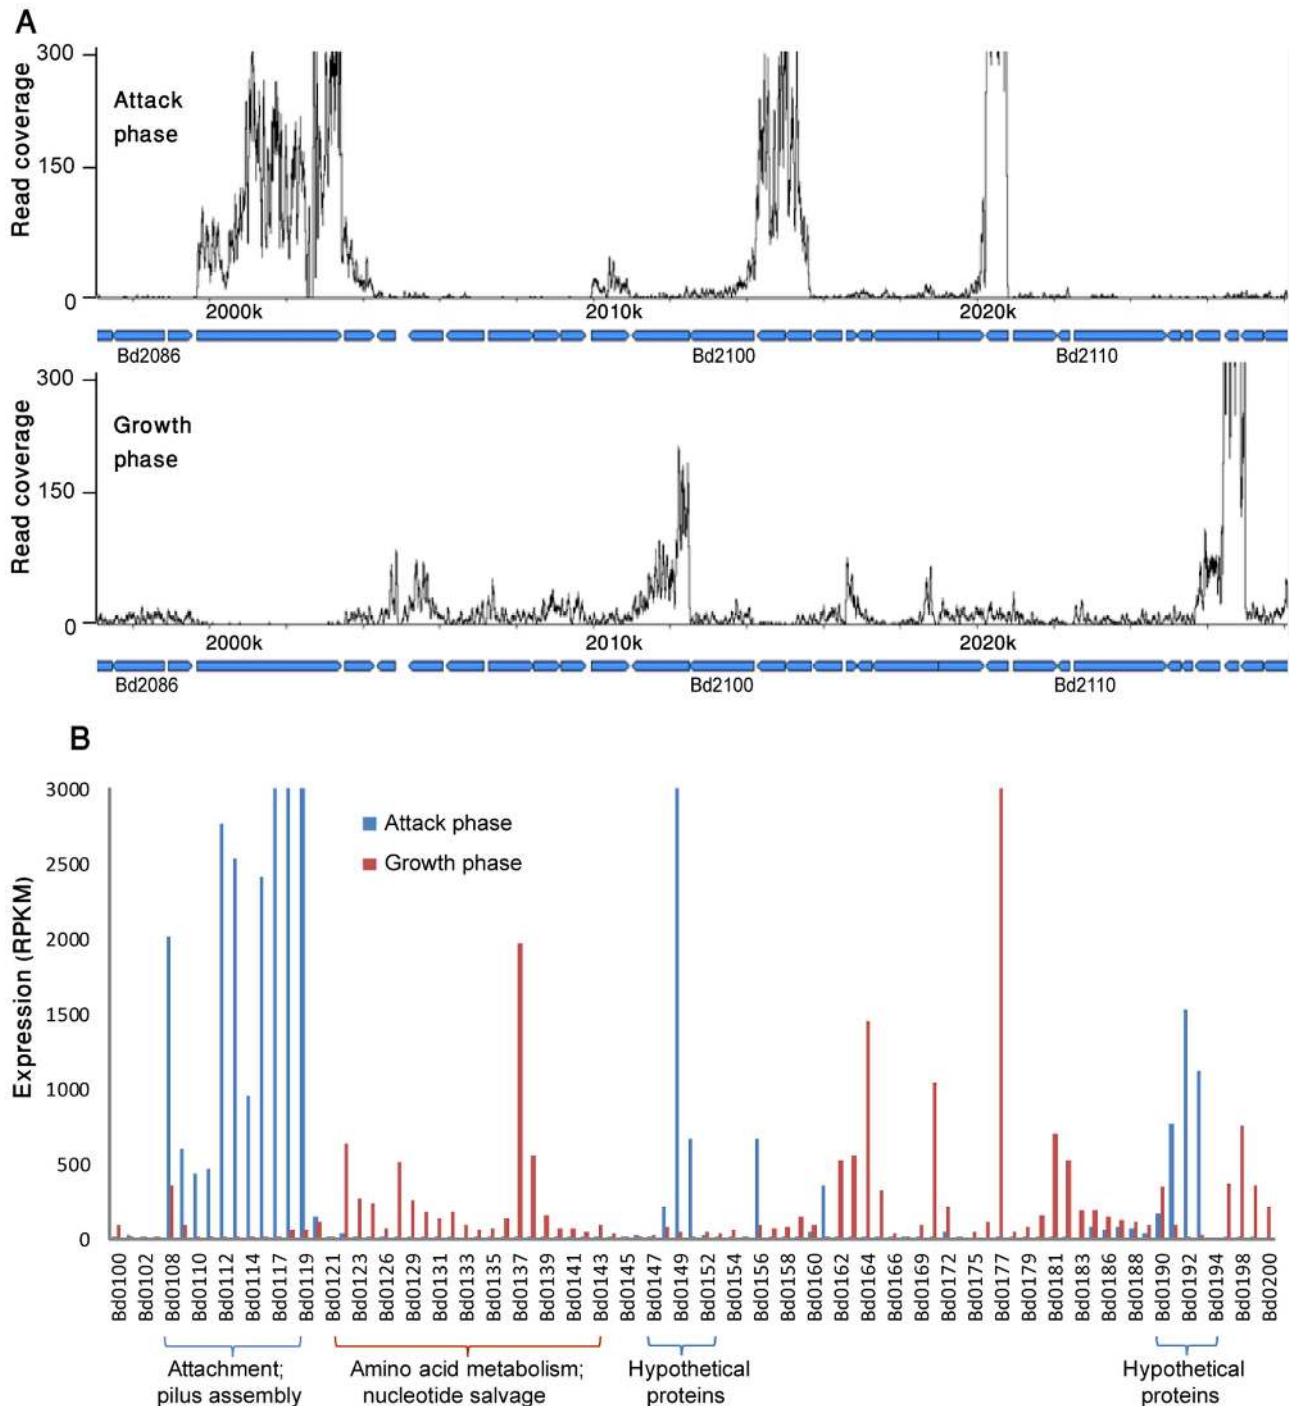 A
300
Attack
phase
150
0
Read coverage
2000k
2010k
2020k
Bd2086
Bd2100
Bd2110
300
Growth
phase
150
0
Read coverage
2000k
2010k
2020k
Bd2086
Bd2100
Bd2110
B
3000
2500
2000
1500
1000
500
0
Expression (RPKM)
Attack phase
Growth phase
Bd0100
Bd0102
Bd0108
Bd0110
Bd0112
Bd0114
Bd0117
Bd0119
Bd0121
Bd0123
Bd0126
Bd0129
Bd0131
Bd0133
Bd0135
Bd0137
Bd0139
Bd0141
Bd0143
Bd0145
Bd0147
Bd0149
Bd0152
Bd0154
Bd0156
Bd0158
Bd0160
Bd0162
Bd0164
Bd0166
Bd0169
Bd0172
Bd0175
Bd0177
Bd0179
Bd0181
Bd0183
Bd0186
Bd0188
Bd0190
Bd0192
Bd0194
Bd0198
Bd0200
Attachment;
pilus assembly
Amino acid metabolism;
nucleotide salvage
Hypothetical
proteins
Hypothetical
proteins